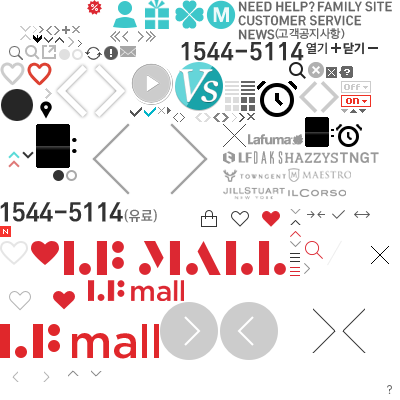 NEED HELP? FAMILY SITE
CUSTOMER SERVICE
NEWS(고객공지사항)
M
%
1544-5114 열기 + 닫기 −
Vs
OFF
ON
Lafuma
LF DAKS HAZZYS TNGT
TOWNGENT M MAESTRO
JILLSTUART
NEW YORK
ILCORSO
1544-5114(유료)
N
LF MALL
LF mall
LF mall
?